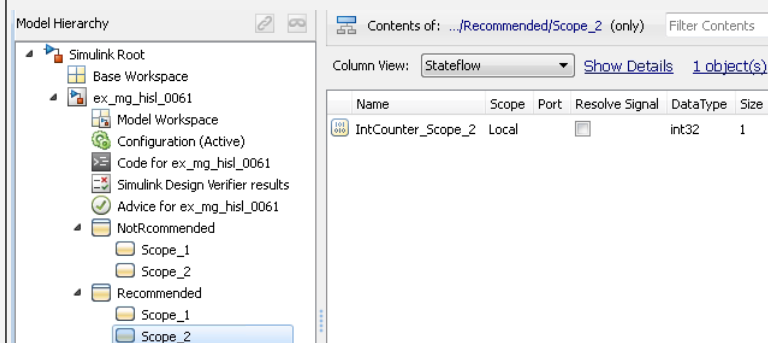 Model Hierarchy
Simulink Root
Base Workspace
ex_mg_hisl_0061
Model Workspace
Configuration (Active)
Code for ex_mg_hisl_0061
Simulink Design Verifier results
Advice for ex_mg_hisl_0061
NotRcommended
Scope_1
Scope_2
Recommended
Scope_1
Scope_2
Contents of: .../Recommended/Scope_2 (only) Filter Contents
Column View: Stateflow Show Details 1 object(s)
Name Scope Port Resolve Signal DataType Size
IntCounter_Scope_2 Local int32 1